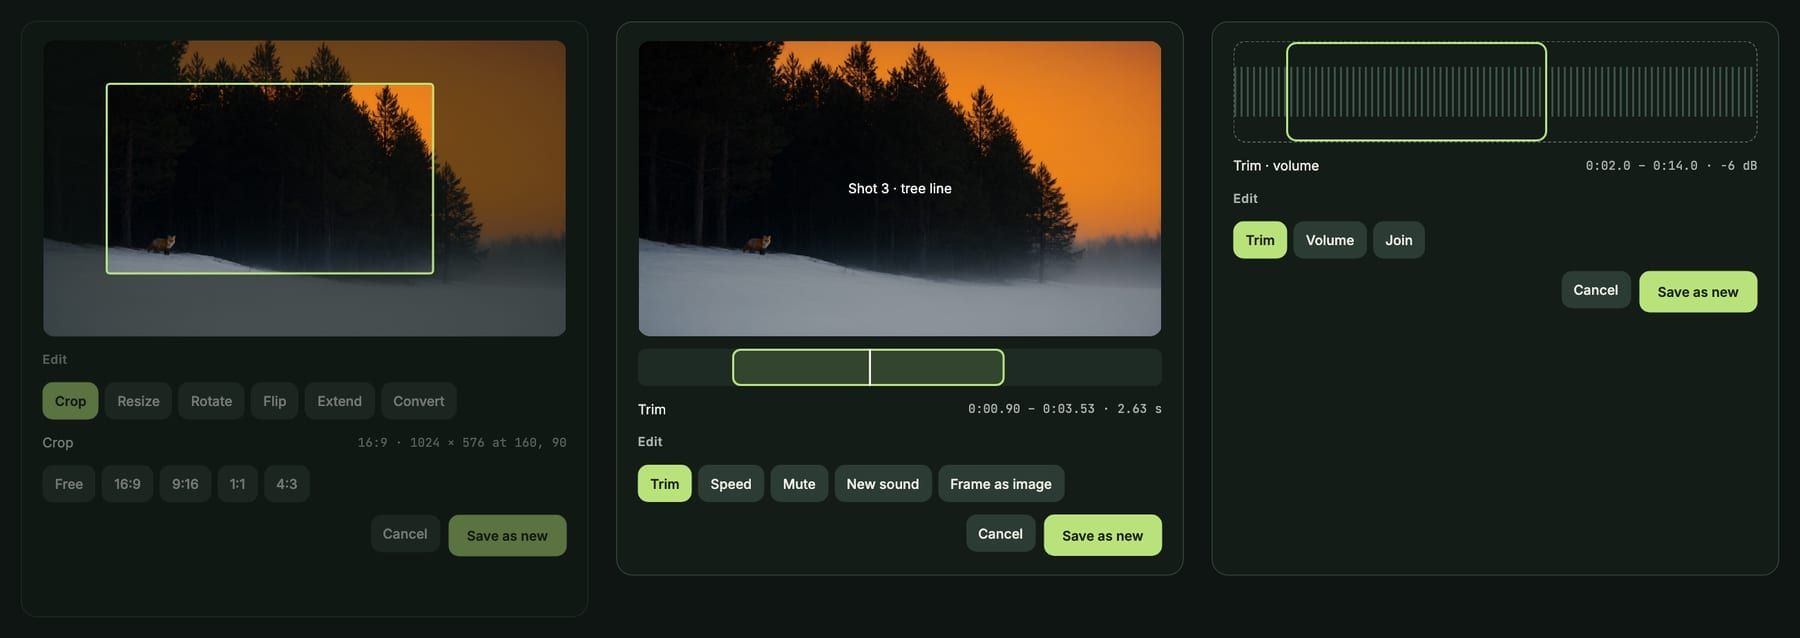 Edit
Crop Resize Rotate Flip Extend Convert
Crop 16:9 · 1024 × 576 at 160, 90
Free 16:9 9:16 1:1 4:3
Cancel Save as new
Shot 3 · tree line
Trim 0:00.90 – 0:03.53 · 2.63 s
Edit
Trim Speed Mute New sound Frame as image
Cancel Save as new
Trim · volume 0:02.0 – 0:14.0 · -6 dB
Edit
Trim Volume Join
Cancel Save as new